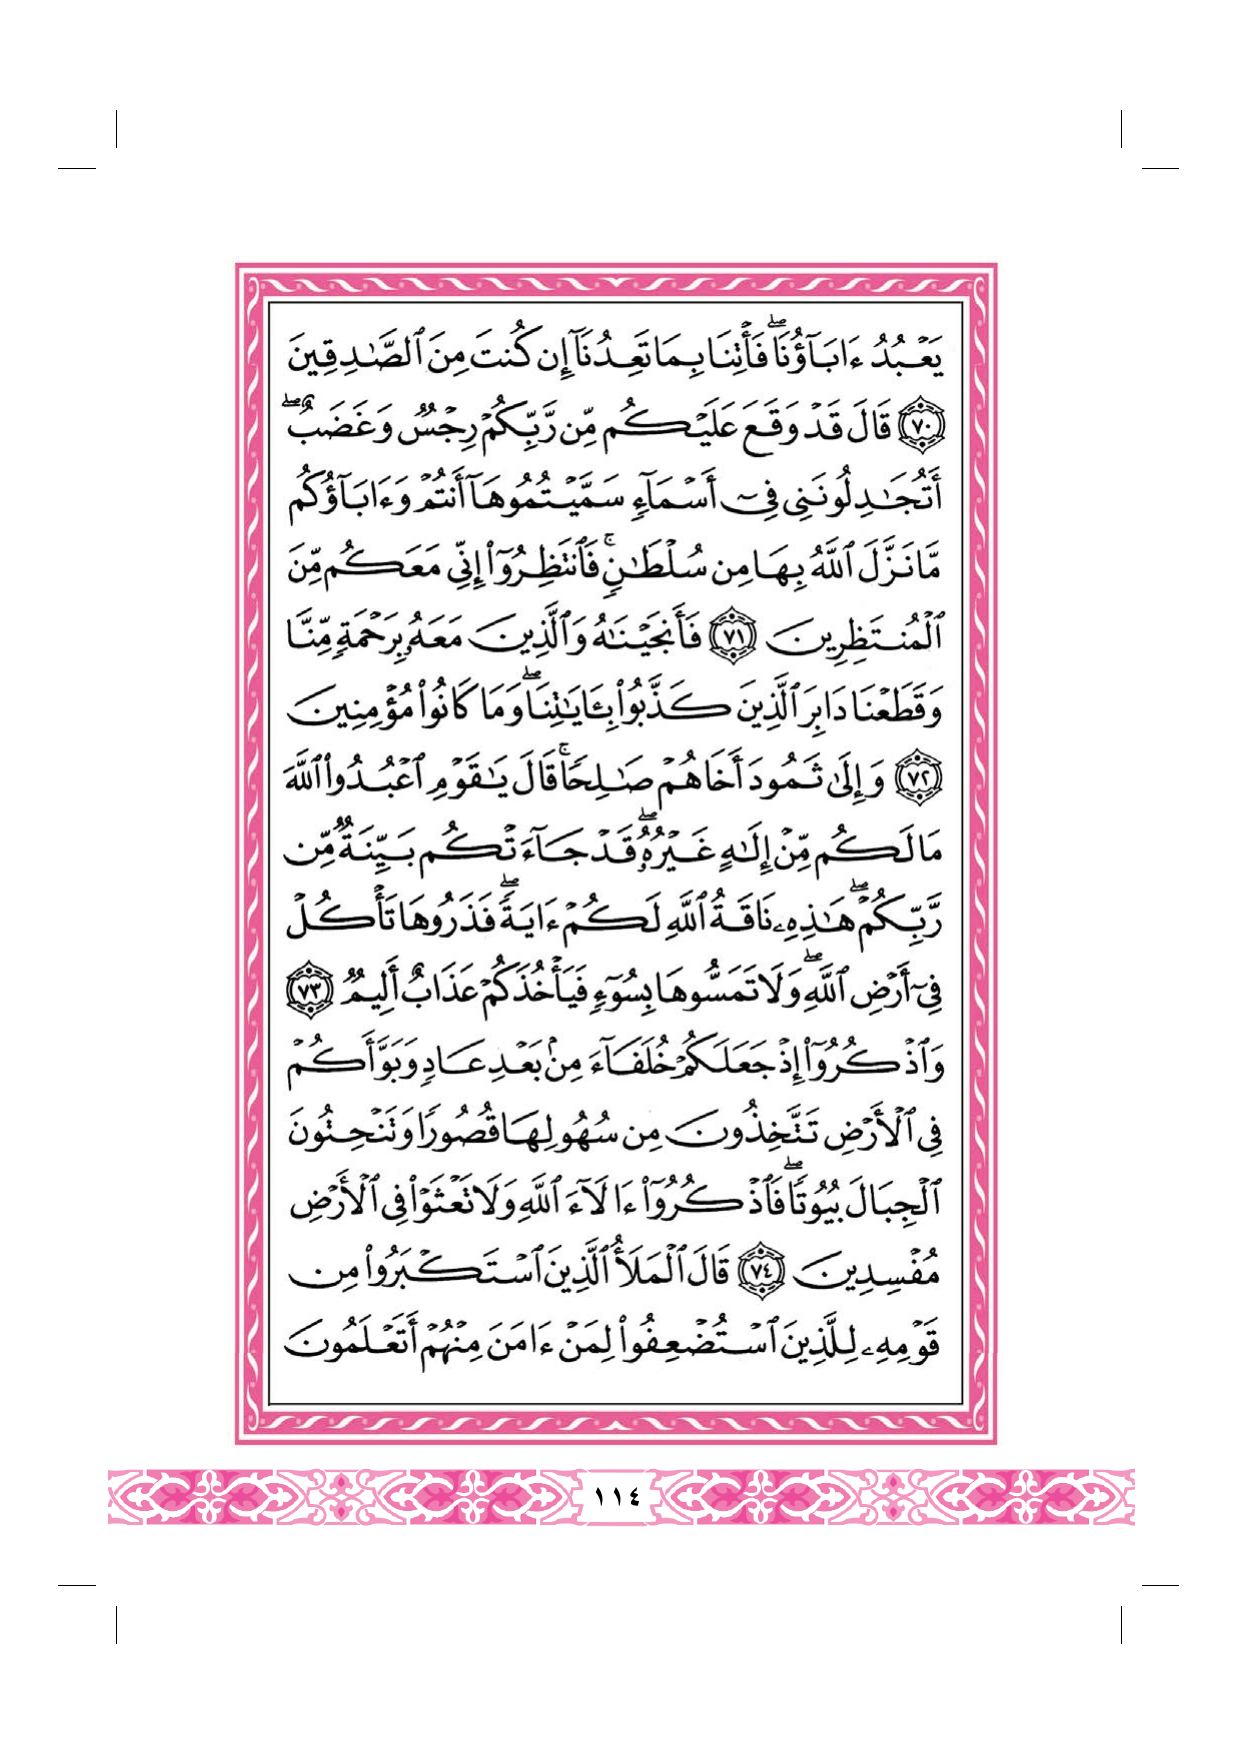 يَعۡبُدُ ءَابَآؤُنَا ۖ فَأۡتِنَا بِمَا تَعِدُنَآ إِن كُنتَ مِنَ ٱلصَّـٰدِقِينَ
٧٠ قَالَ قَدۡ وَقَعَ عَلَيۡكُم مِّن رَّبِّكُمۡ رِجۡسٞ وَغَضَبٌ ۖ
أَتُجَـٰدِلُونَنِي فِيٓ أَسۡمَآءٖ سَمَّيۡتُمُوهَآ أَنتُمۡ وَءَابَآؤُكُم
مَّا نَزَّلَ ٱللَّهُ بِهَا مِن سُلۡطَـٰنٖ ۚ فَٱنتَظِرُوٓاْ إِنِّي مَعَكُم مِّنَ
ٱلۡمُنتَظِرِينَ ٧١ فَأَنجَيۡنَـٰهُ وَٱلَّذِينَ مَعَهُۥ بِرَحۡمَةٖ مِّنَّا
وَقَطَعۡنَا دَابِرَ ٱلَّذِينَ كَذَّبُواْ بِـَٔايَـٰتِنَا ۖ وَمَا كَانُواْ مُؤۡمِنِينَ
٧٢ وَإِلَىٰ ثَمُودَ أَخَاهُمۡ صَـٰلِحٗا ۚ قَالَ يَـٰقَوۡمِ ٱعۡبُدُواْ ٱللَّهَ
مَا لَكُم مِّنۡ إِلَـٰهٍ غَيۡرُهُۥ ۖ قَدۡ جَآءَتۡكُم بَيِّنَةٞ مِّن
رَّبِّكُمۡ ۖ هَـٰذِهِۦ نَاقَةُ ٱللَّهِ لَكُمۡ ءَايَةٗ ۖ فَذَرُوهَا تَأۡكُلۡ
فِيٓ أَرۡضِ ٱللَّهِ ۖ وَلَا تَمَسُّوهَا بِسُوٓءٖ فَيَأۡخُذَكُمۡ عَذَابٌ أَلِيمٞ ٧٣
وَٱذۡكُرُوٓاْ إِذۡ جَعَلَكُمۡ خُلَفَآءَ مِنۢ بَعۡدِ عَادٖ وَبَوَّأَكُمۡ
فِي ٱلۡأَرۡضِ تَتَّخِذُونَ مِن سُهُولِهَا قُصُورٗا وَتَنۡحِتُونَ
ٱلۡجِبَالَ بُيُوتٗا ۖ فَٱذۡكُرُوٓاْ ءَالَآءَ ٱللَّهِ وَلَا تَعۡثَوۡاْ فِي ٱلۡأَرۡضِ
مُفۡسِدِينَ ٧٤ قَالَ ٱلۡمَلَأُ ٱلَّذِينَ ٱسۡتَكۡبَرُواْ مِن
قَوۡمِهِۦ لِلَّذِينَ ٱسۡتُضۡعِفُواْ لِمَنۡ ءَامَنَ مِنۡهُمۡ أَتَعۡلَمُونَ
١١٤